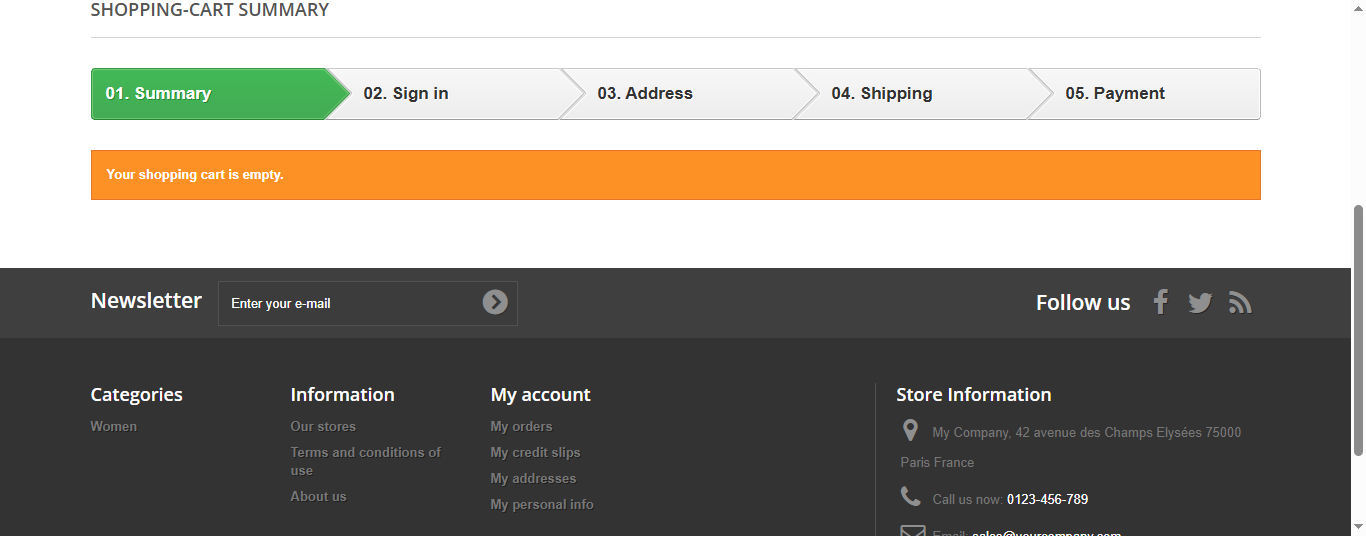 SHOPPING-CART SUMMARY
01. Summary
02. Sign in
03. Address
04. Shipping
05. Payment
Your shopping cart is empty.
Newsletter
Enter your e-mail
Follow us
Categories
Women
Information
Our stores
Terms and conditions of
use
About us
My account
My orders
My credit slips
My addresses
My personal info
Store Information
My Company, 42 avenue des Champs Elysées 75000
Paris France
Call us now: 0123-456-789
Email: sales@yourcompany.com